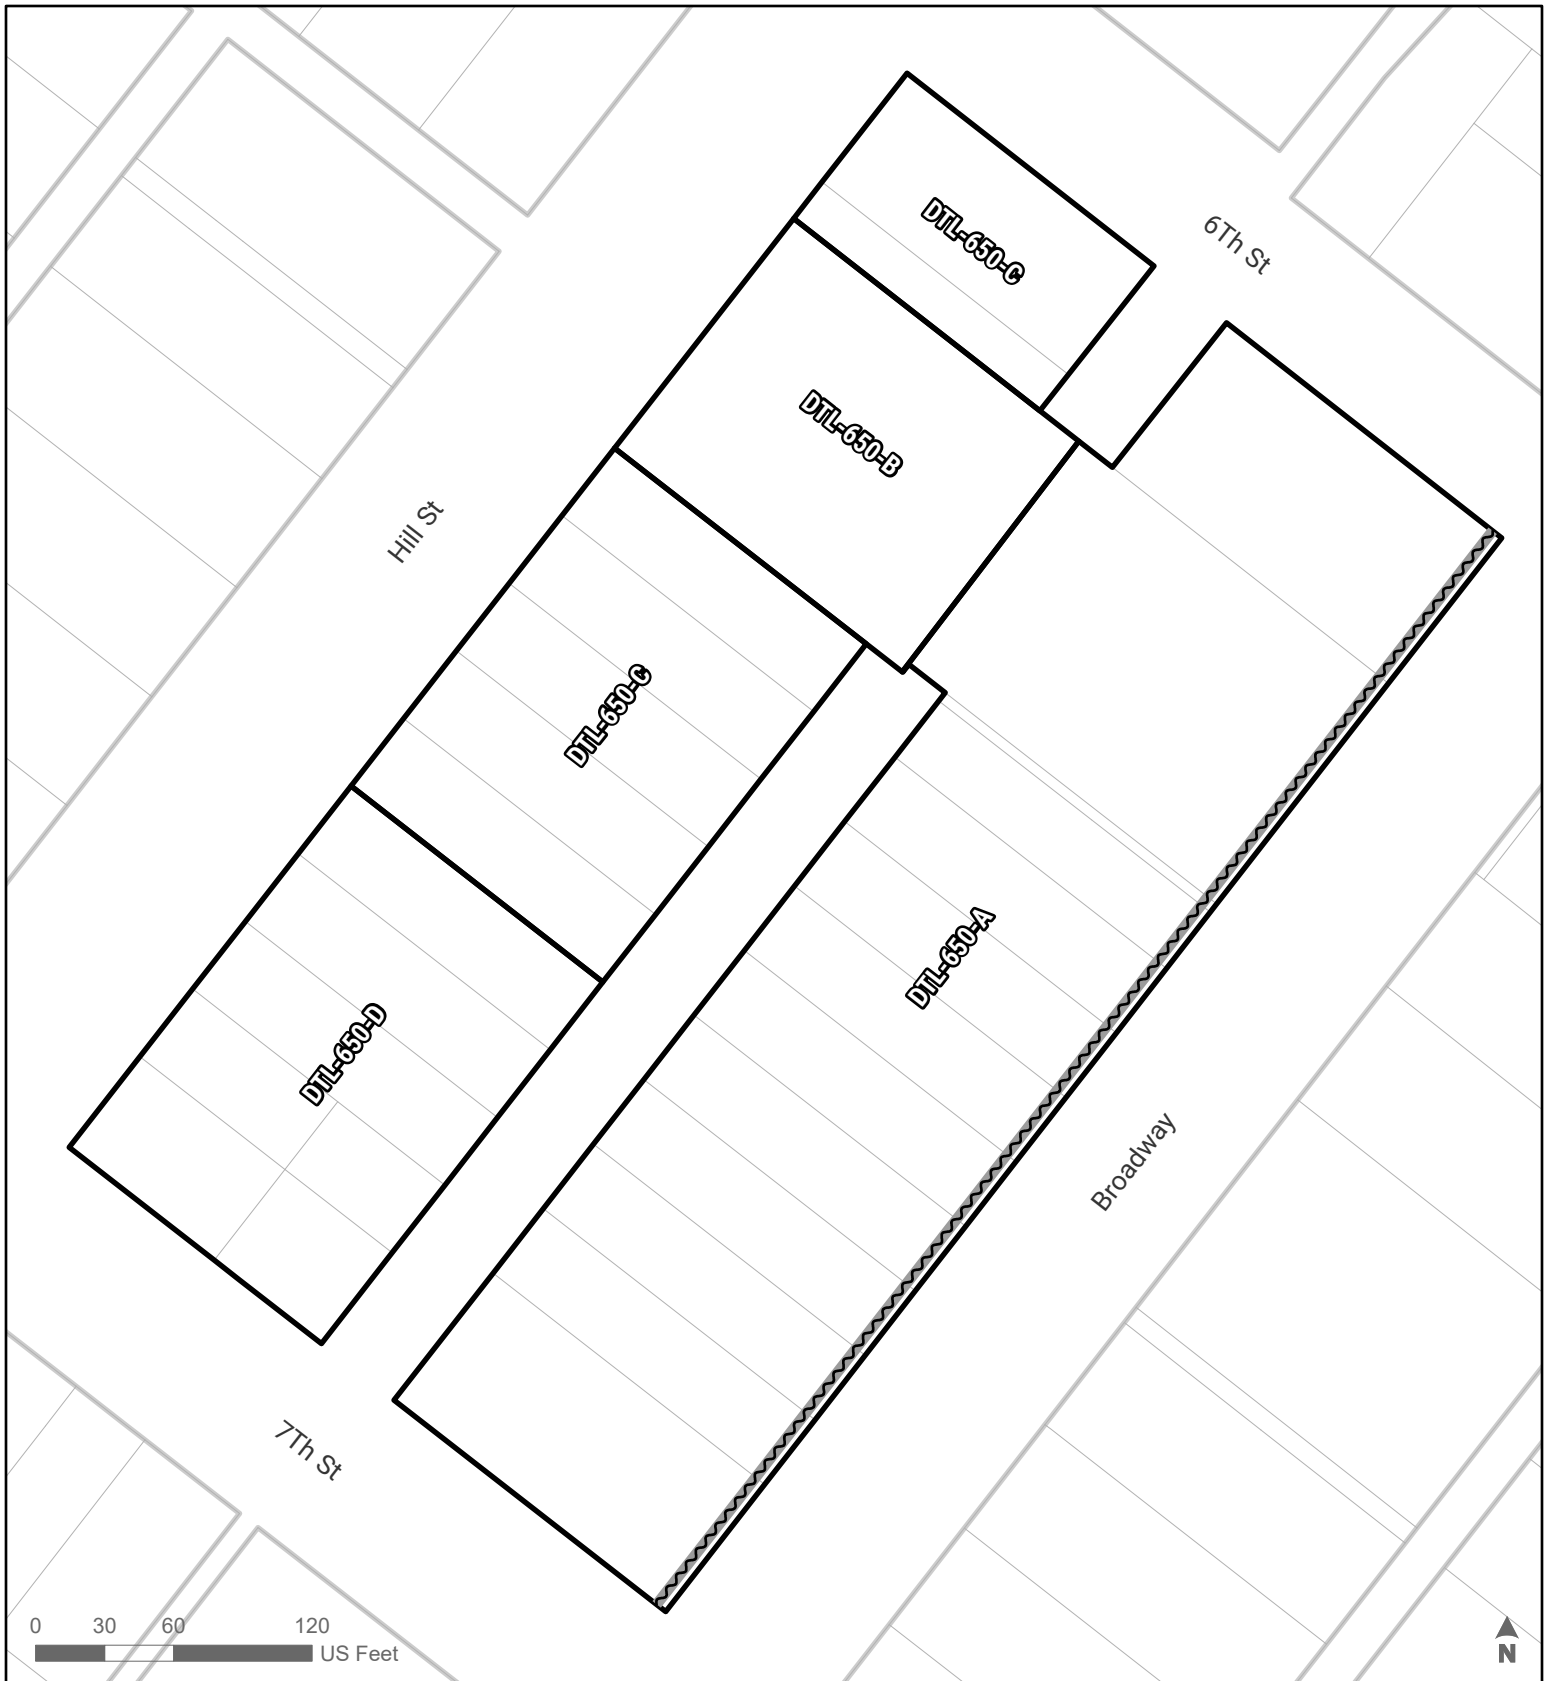 DTL-650-C
6Th St
DTL-650-B
Hill St
DTL-650-C
DTL-650-A
DTL-650-D
Broadway
7Th St
0 30 60 120
US Feet
N